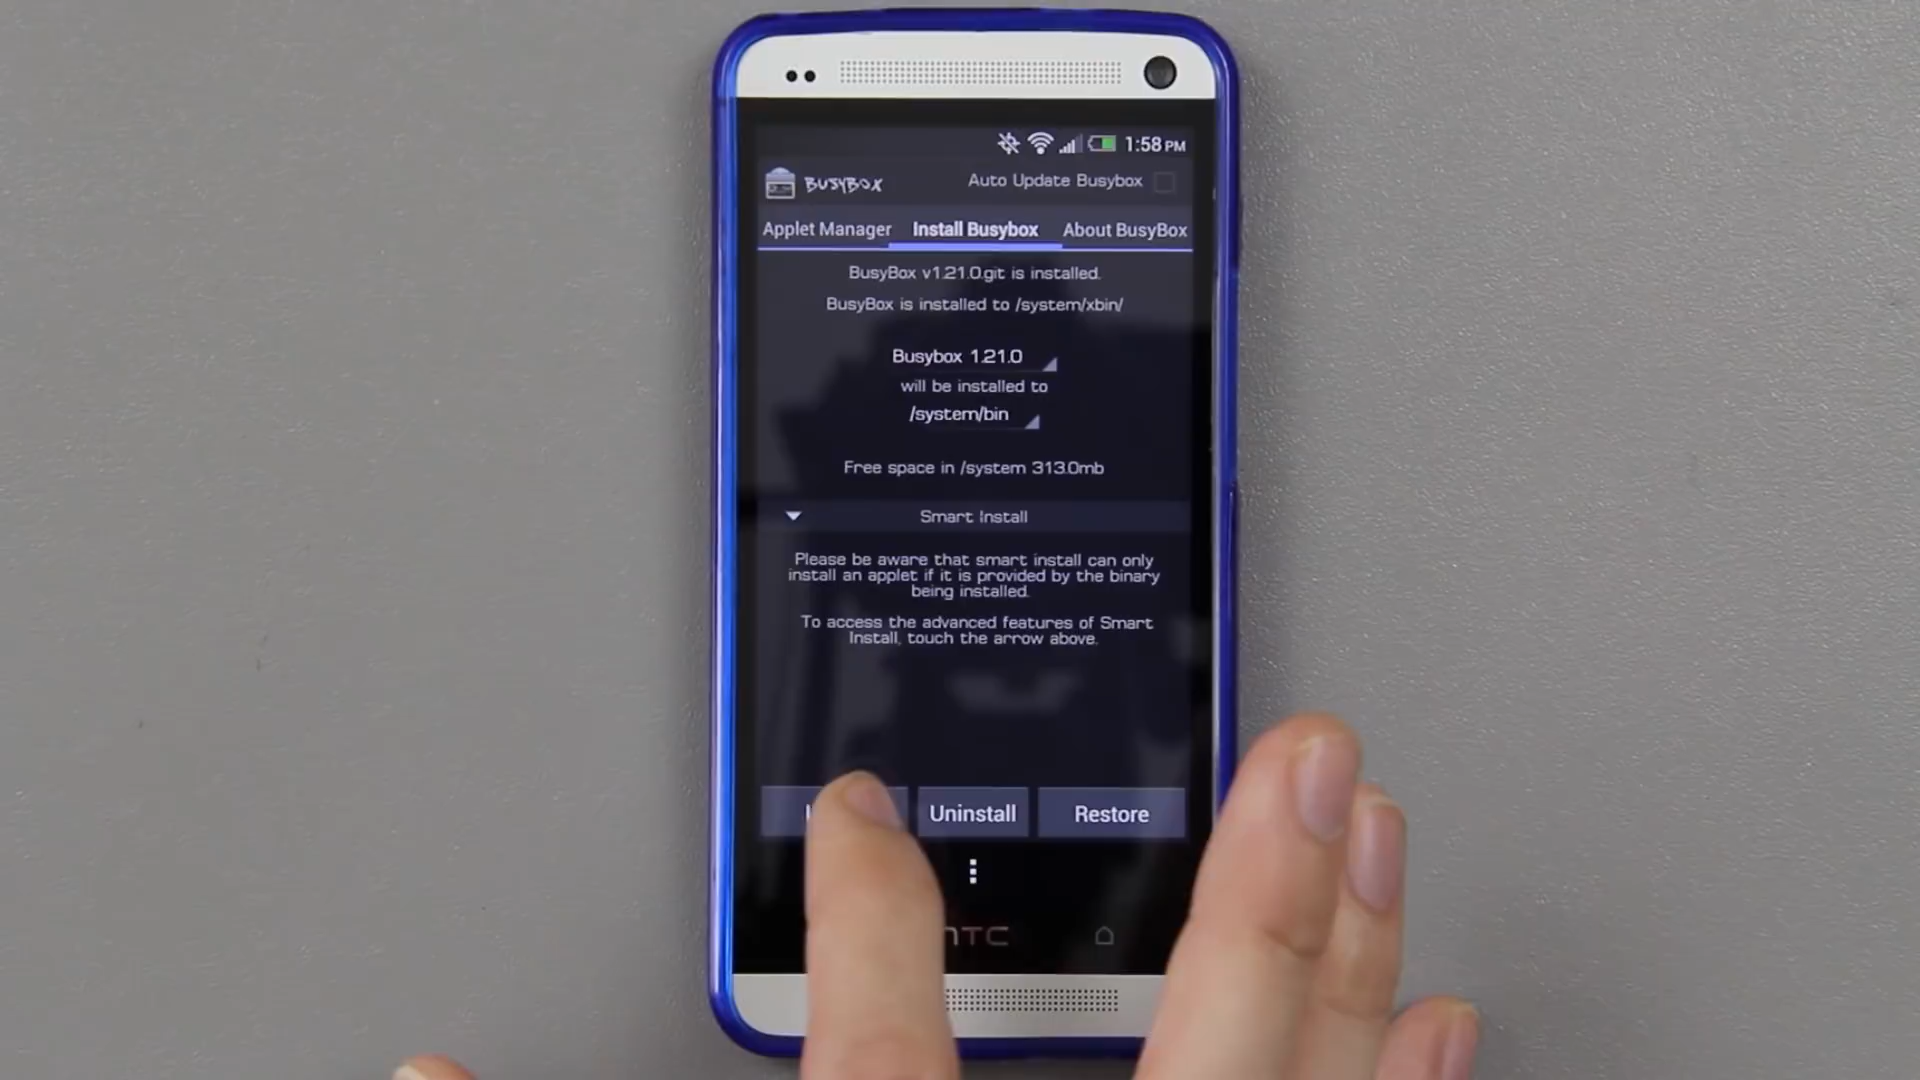 1:58 PM
BUSYBOX
Auto Update Busybox
Applet Manager
Install Busybox
About BusyBox
BusyBox v1.21.0.git is installed.
BusyBox is installed to /system/xbin/
Busybox 1.21.0
will be installed to
/system/bin
Free space in /system 313.0mb
Smart Install
Please be aware that smart install can only
install an applet if it is provided by the binary
being installed.
To access the advanced features of Smart
Install, touch the arrow above.
Uninstall
Restore
hTC